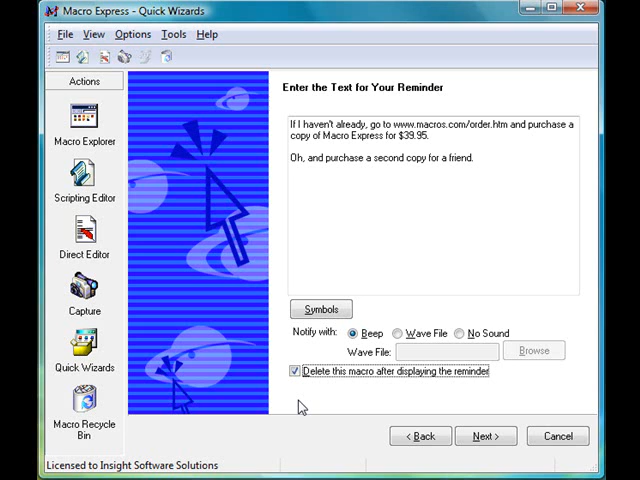 Macro Express - Quick Wizards
File View Options Tools Help
Actions
Macro Explorer
Scripting Editor
Direct Editor
Capture
Quick Wizards
Macro Recycle
Bin
Enter the Text for Your Reminder
If I haven't already, go to www.macros.com/order.htm and purchase a
copy of Macro Express for $39.95.
Oh, and purchase a second copy for a friend.
Symbols
Notify with: Beep Wave File No Sound
Wave File: Browse
Delete this macro after displaying the reminder
< Back Next > Cancel
Licensed to Insight Software Solutions